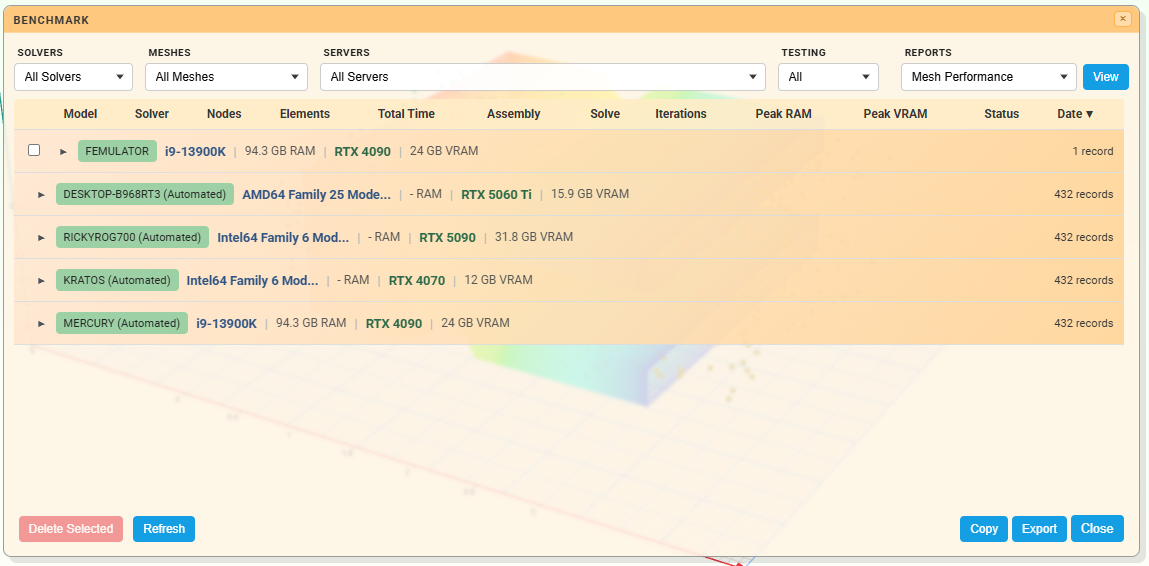 BENCHMARK ×
SOLVERS MESHES SERVERS TESTING REPORTS
All Solvers All Meshes All Servers All Mesh Performance View
Model Solver Nodes Elements Total Time Assembly Solve Iterations Peak RAM Peak VRAM Status Date ▼
► FEMULATOR i9-13900K | 94.3 GB RAM | RTX 4090 | 24 GB VRAM 1 record
► DESKTOP-B968RT3 (Automated) AMD64 Family 25 Mode... | - RAM | RTX 5060 Ti | 15.9 GB VRAM 432 records
► RICKYROG700 (Automated) Intel64 Family 6 Mod... | - RAM | RTX 5090 | 31.8 GB VRAM 432 records
► KRATOS (Automated) Intel64 Family 6 Mod... | - RAM | RTX 4070 | 12 GB VRAM 432 records
► MERCURY (Automated) i9-13900K | 94.3 GB RAM | RTX 4090 | 24 GB VRAM 432 records
Delete Selected Refresh Copy Export Close